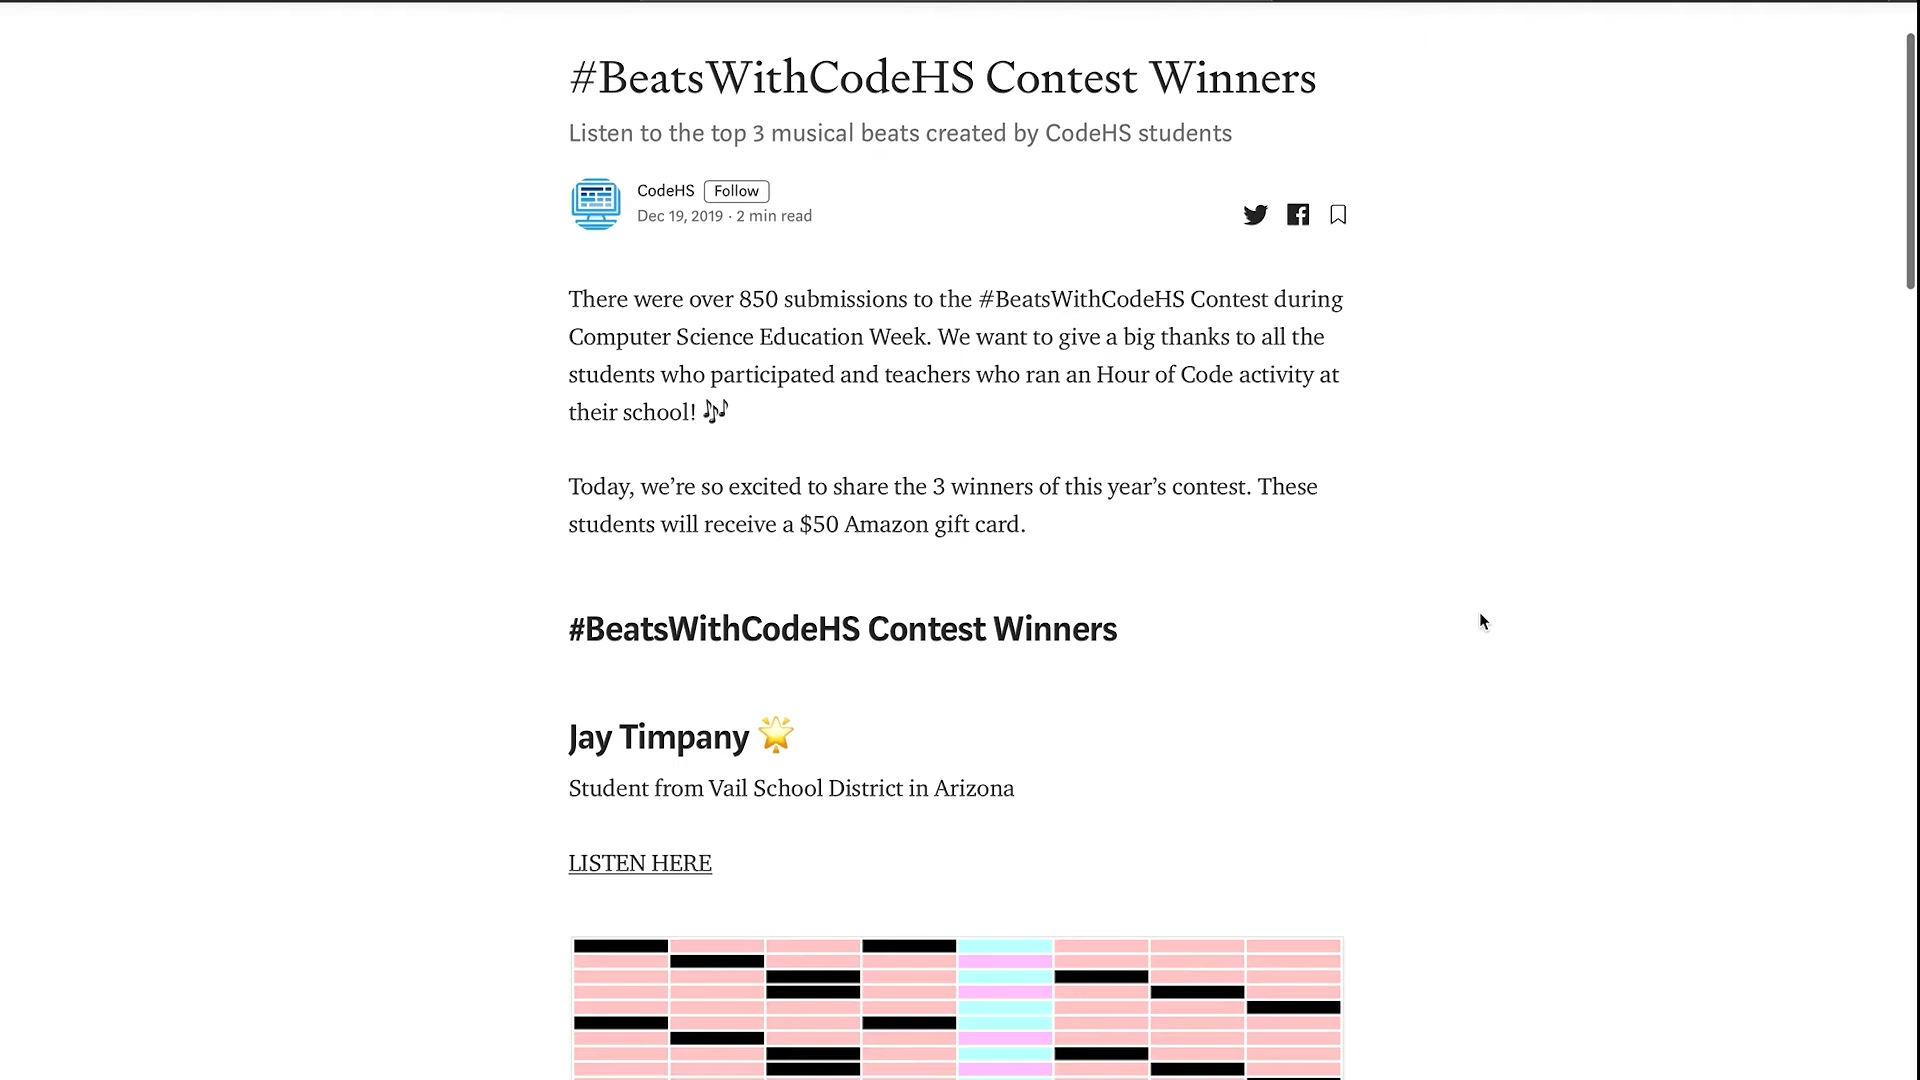 #BeatsWithCodeHS Contest Winners
Listen to the top 3 musical beats created by CodeHS students
CodeHS Follow
Dec 19, 2019 · 2 min read
There were over 850 submissions to the #BeatsWithCodeHS Contest during
Computer Science Education Week. We want to give a big thanks to all the
students who participated and teachers who ran an Hour of Code activity at
their school! 🎶
Today, we’re so excited to share the 3 winners of this year’s contest. These
students will receive a $50 Amazon gift card.
#BeatsWithCodeHS Contest Winners
Jay Timpany 🌟
Student from Vail School District in Arizona
LISTEN HERE